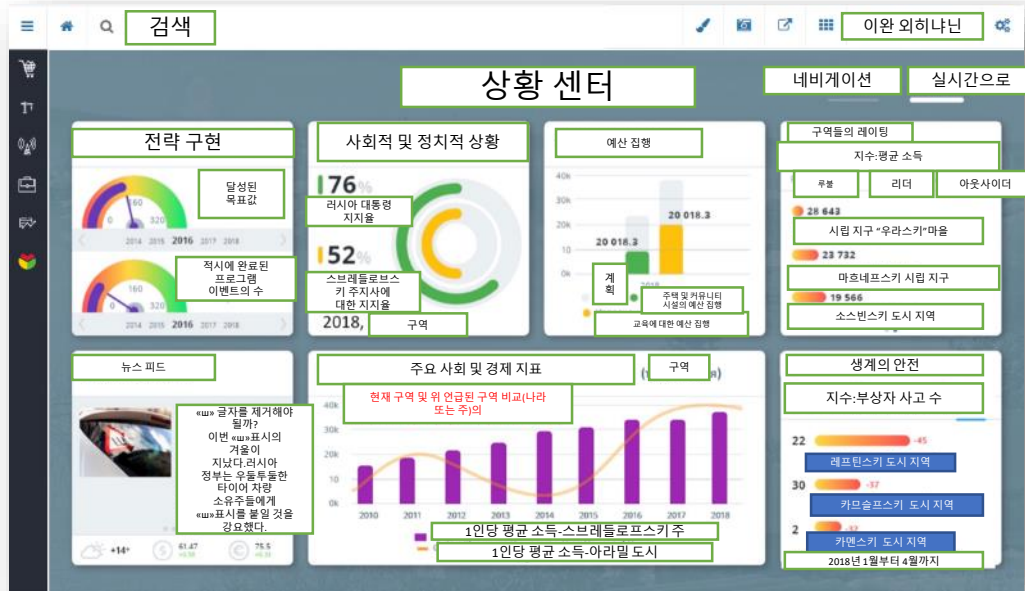 검색
이완 외히냐닌
상황 센터
네비게이션
실시간으로
전략 구현
달성된
목표값
0 160 320
2014 2015 2016 2017 2018
적시에 완료된
프로그램
이벤트의 수
160
320
2014 2015 2016 2017 2018
사회적 및 정치적 상황
76%
러시아 대통령
지지율
52%
스브레들로브스
키 주지사에
대한 지지율
2018,
구역
예산 집행
40k
30k
20k
10
0k
20 018.3
20 018.3
계
획
주택 및 커뮤니티
시설의 예산 집행
교육에 대한 예산 집행
구역들의 레이팅
지수:평균 소득
루불
리더
아웃사이더
28 643
시립 지구 “우라스키”마을
23 732
마흐네프스키 시립 지구
19 566
소스빈스키 도시 지역
뉴스 피드
«ш» 글자를 제거해야
될까?
이번 «ш»표시의
겨울이
지났다.러시아
정부는 우둘투둘한
타이어 차량
소유주들에게
«ш»표시를 붙일 것을
강요했다.
+14°
$ 61.47
€ 75.5
주요 사회 및 경제 지표
구역
현재 구역 및 위 언급된 구역 비교(나라
또는 주)의
40k
30k
20k
10
0k
2010 2011 2012 2013 2014 2015 2016 2017 2018
1인당 평균 소득-스브레들로프스키 주
1인당 평균 소득-아라밀 도시
생계의 안전
지수:부상자 사고 수
22 -45
레프틴스키 도시 지역
30 -37
카므슬프스키 도시 지역
2 -32
카멘스키 도시 지역
2018년 1월부터 4월까지